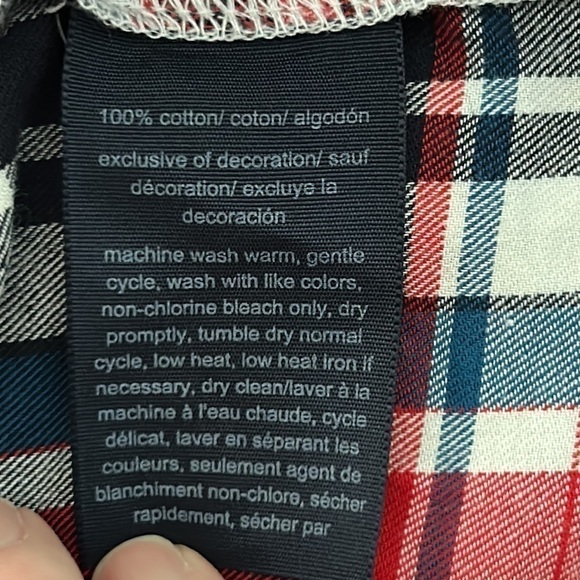 100% cotton/ coton/ algodón
exclusive of decoration/ sauf
décoration/ excluye la
decoración
machine wash warm, gentle
cycle, wash with like colors,
non-chlorine bleach only, dry
promptly, tumble dry normal
cycle, low heat, low heat iron if
necessary, dry clean/laver à la
machine à l'eau chaude, cycle
délicat, laver en séparant les
couleurs, seulement agent de
blanchiment non-chlore, sécher
rapidement, sécher par